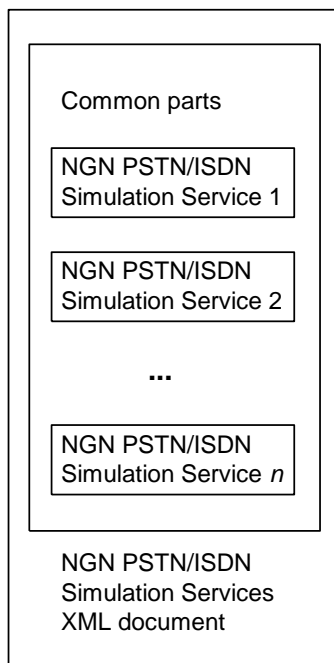 Common parts
NGN PSTN/ISDN
Simulation Service 1
NGN PSTN/ISDN
Simulation Service 2
...
NGN PSTN/ISDN
Simulation Service n
NGN PSTN/ISDN
Simulation Services
XML document